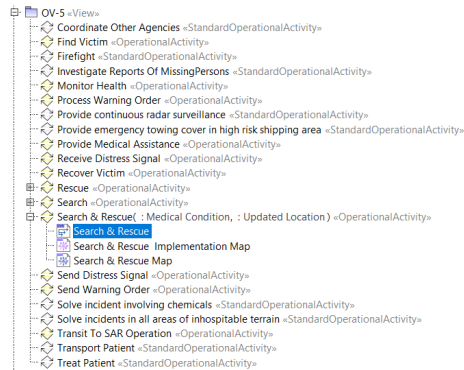 OV-5 «View»
Coordinate Other Agencies «StandardOperationalActivity»
Find Victim «OperationalActivity»
Firefight «StandardOperationalActivity»
Investigate Reports Of MissingPersons «StandardOperationalActivity»
Monitor Health «OperationalActivity»
Process Warning Order «OperationalActivity»
Provide continuous radar surveillance «StandardOperationalActivity»
Provide emergency towing cover in high risk shipping area «StandardOperationalActivity»
Provide Medical Assistance «OperationalActivity»
Receive Distress Signal «OperationalActivity»
Recover Victim «OperationalActivity»
Rescue «OperationalActivity»
Search «OperationalActivity»
Search & Rescue( : Medical Condition, : Updated Location ) «OperationalActivity»
Search & Rescue
Search & Rescue Implementation Map
Search & Rescue Map
Send Distress Signal «OperationalActivity»
Send Warning Order «OperationalActivity»
Solve incident involving chemicals «StandardOperationalActivity»
Solve incidents in all areas of inhospitable terrain «StandardOperationalActivity»
Transit To SAR Operation «OperationalActivity»
Transport Patient «StandardOperationalActivity»
Treat Patient «StandardOperationalActivity»